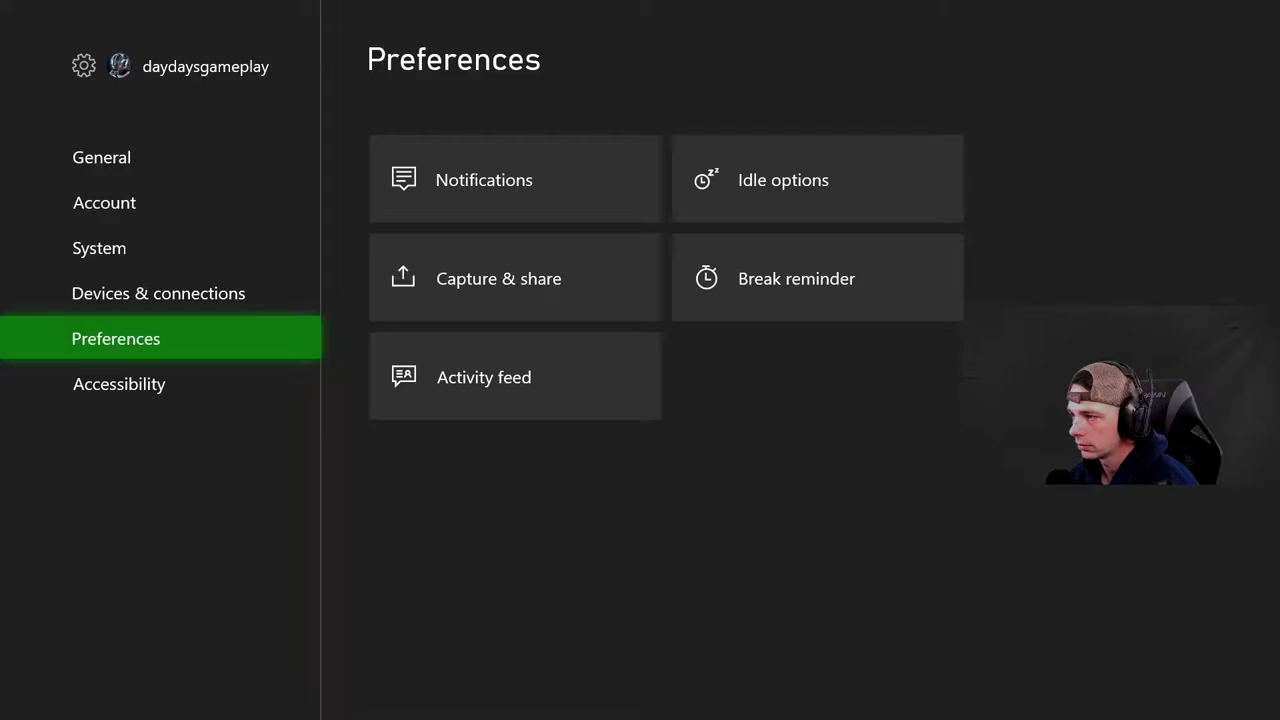 daydaysgameplay
General
Account
System
Devices & connections
Preferences
Accessibility
Preferences
Notifications
Idle options
Capture & share
Break reminder
Activity feed